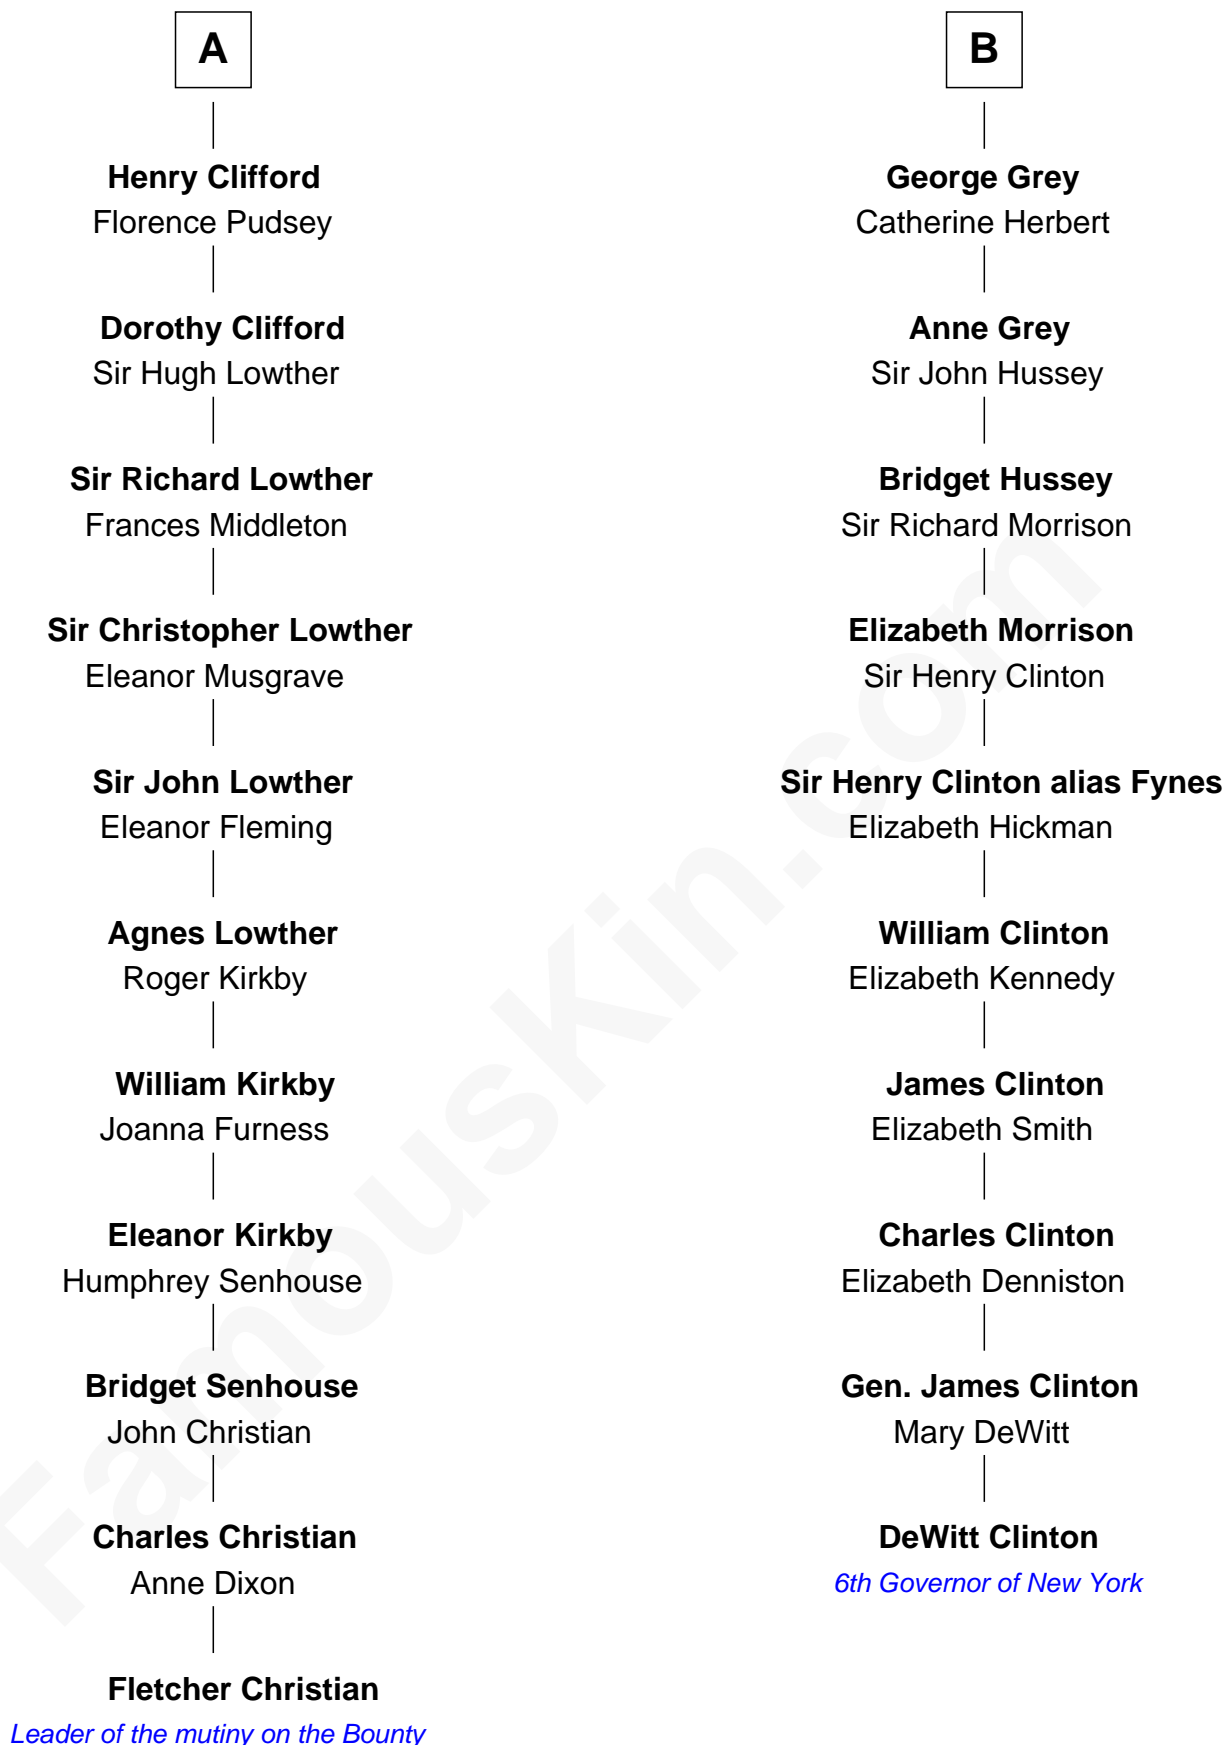 A
Henry Clifford
Florence Pudsey
Dorothy Clifford
Sir Hugh Lowther
Sir Richard Lowther
Frances Middleton
Sir Christopher Lowther
Eleanor Musgrave
Sir John Lowther
Eleanor Fleming
Agnes Lowther
Roger Kirkby
William Kirkby
Joanna Furness
Eleanor Kirkby
Humphrey Senhouse
Bridget Senhouse
John Christian
Charles Christian
Anne Dixon
Fletcher Christian
Leader of the mutiny on the Bounty
B
George Grey
Catherine Herbert
Anne Grey
Sir John Hussey
Bridget Hussey
Sir Richard Morrison
Elizabeth Morrison
Sir Henry Clinton
Sir Henry Clinton alias Fynes
Elizabeth Hickman
William Clinton
Elizabeth Kennedy
James Clinton
Elizabeth Smith
Charles Clinton
Elizabeth Denniston
Gen. James Clinton
Mary DeWitt
DeWitt Clinton
6th Governor of New York
FamousKin.com